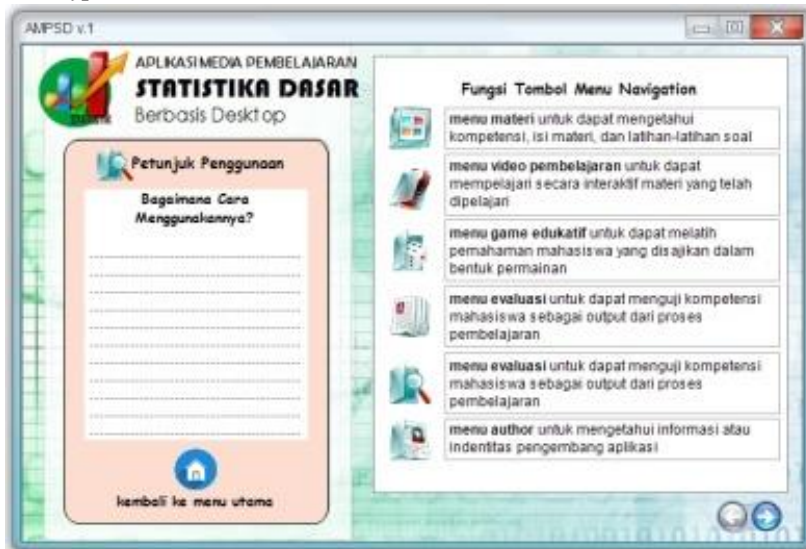 AMPSD v.1
APLIKASI MEDIA PEMBELAJARAN
STATISTIKA DASAR
Berbasis Desktop
Petunjuk Penggunaan
Bagaimana Cara
Menggunakannya?
kembali ke menu utama
Fungsi Tombol Menu Navigation
menu materi untuk dapat mengetahui
kompetensi, isi materi, dan latihan-latihan soal
menu video pembelajaran untuk dapat
mempelajari secara interaktif materi yang telah
dipelajari
menu game edukatif untuk dapat melatih
pemahaman mahasiswa yang disajikan dalam
bentuk permainan
menu evaluasi untuk dapat menguji kompetensi
mahasiswa sebagai output dari proses
pembelajaran
menu evaluasi untuk dapat menguji kompetensi
mahasiswa sebagai output dari proses
pembelajaran
menu author untuk mengetahui informasi atau
indentitas pengembang aplikasi